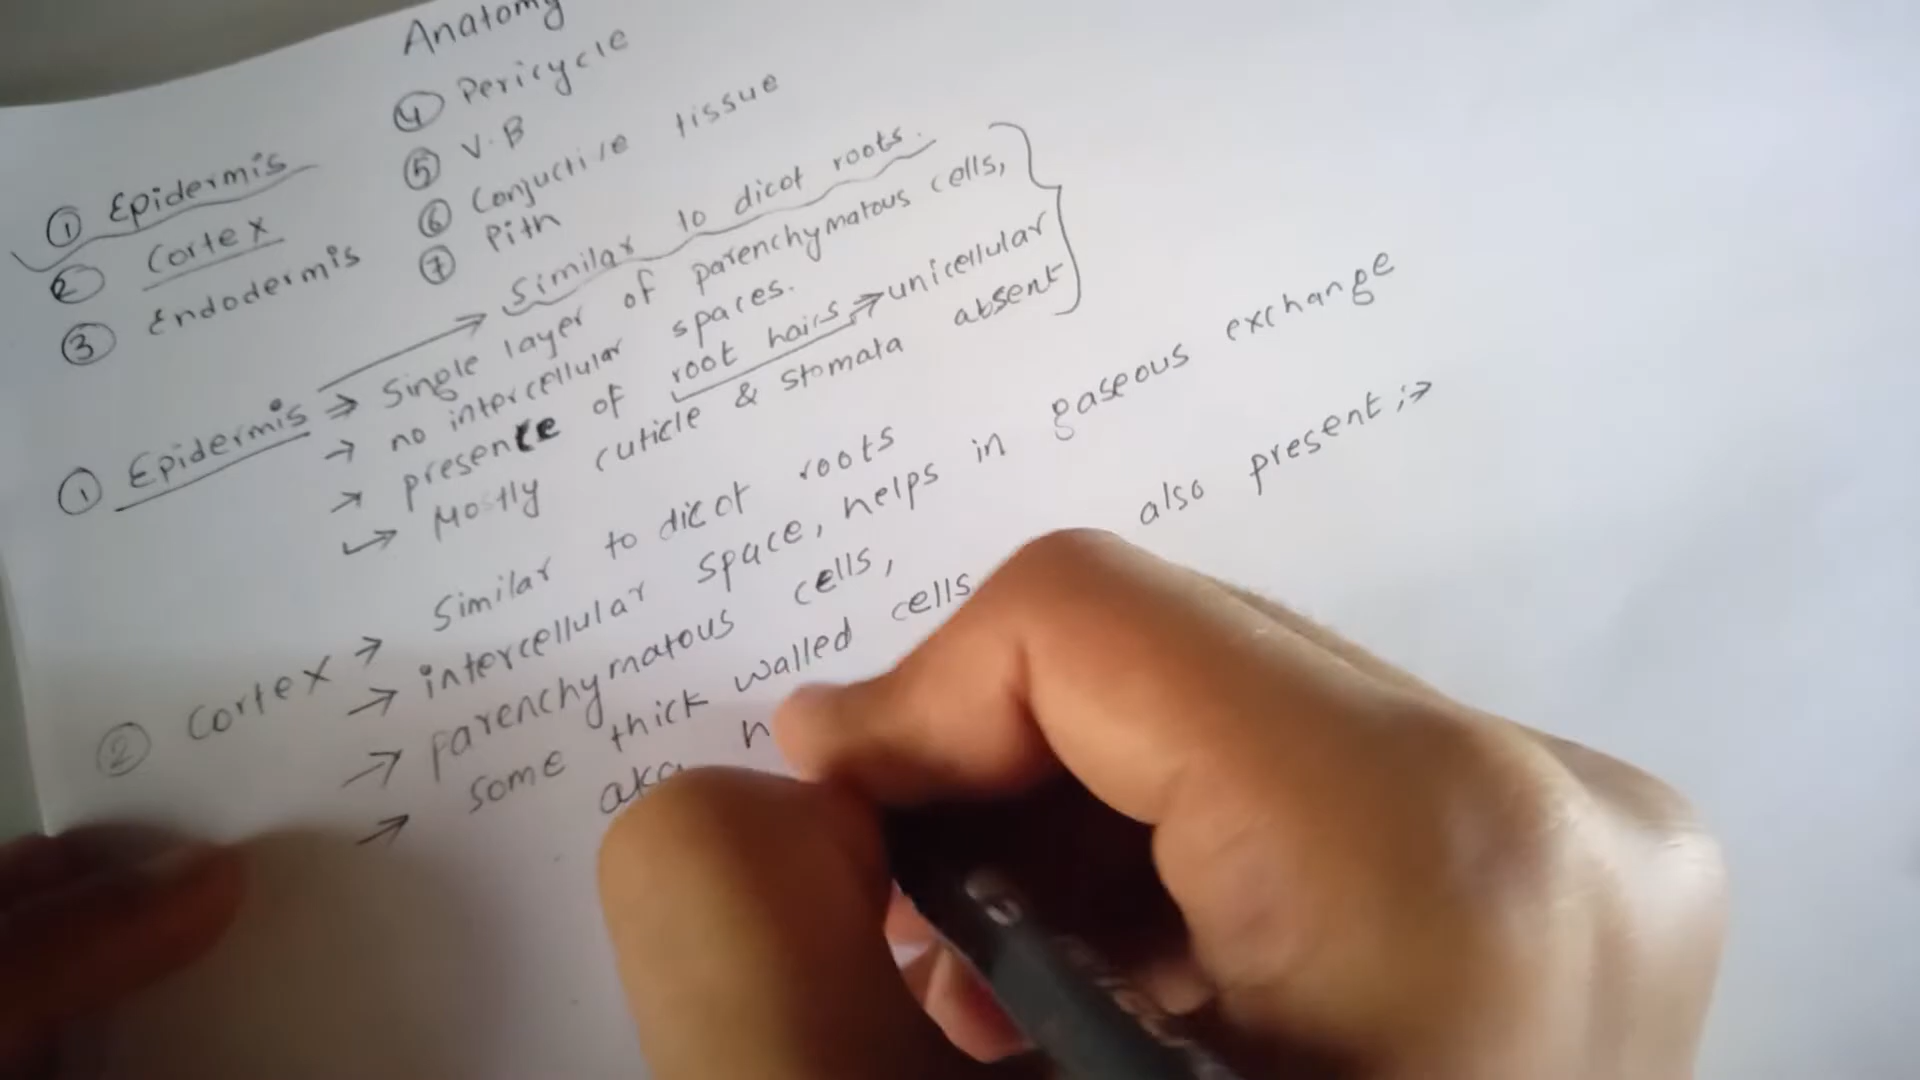 Anatomy
① Epidermis
② Cortex
③ Endodermis
④ Pericycle
⑤ V.B
⑥ Conjuctive tissue
⑦ Pith
① Epidermis → Similar to dicot roots.
⇒ Single layer of parenchymatous cells,
→ no intercellular spaces.
→ presence of root hairs → unicellular
↳ Mostly cuticle & stomata absent
② Cortex → Similar to dicot roots
→ intercellular space, helps in gaseous exchange
→ parenchymatous cells,
→ some thick walled cells also present ;→
aka